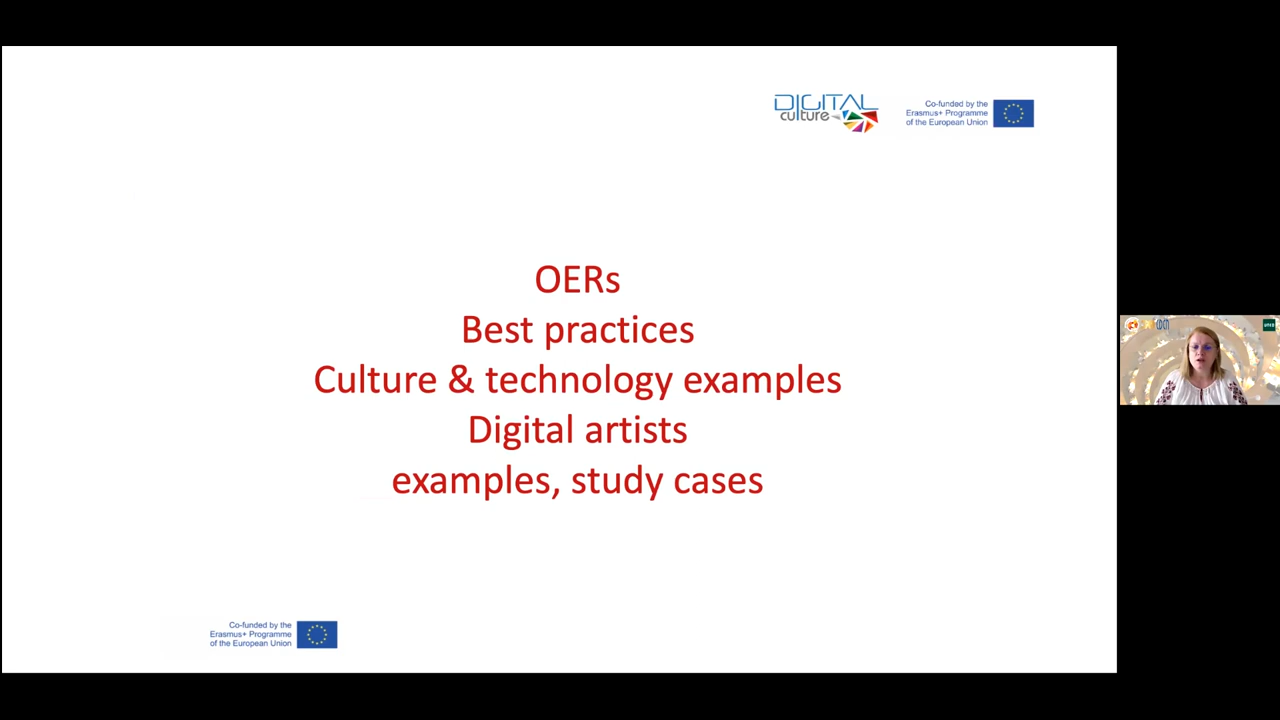 DIGITAL
culture
Co-funded by the
Erasmus+ Programme
of the European Union
OERs
Best practices
Culture & technology examples
Digital artists
examples, study cases
Co-funded by the
Erasmus+ Programme
of the European Union